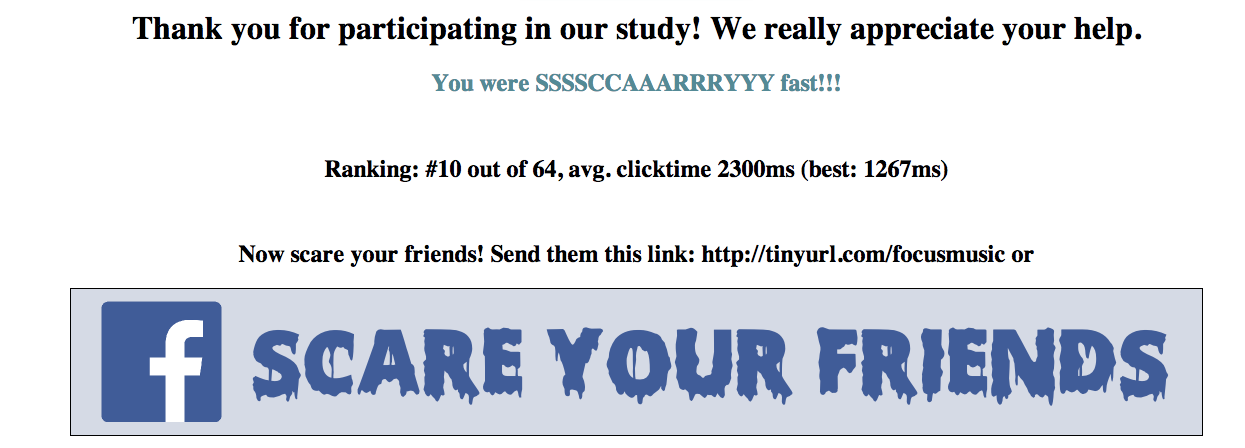 Thank you for participating in our study! We really appreciate your help.
You were SSSSCCAAARRRYYY fast!!!
Ranking: #10 out of 64, avg. clicktime 2300ms (best: 1267ms)
Now scare your friends! Send them this link: http://tinyurl.com/focusmusic or
f SCARE YOUR FRIENDS